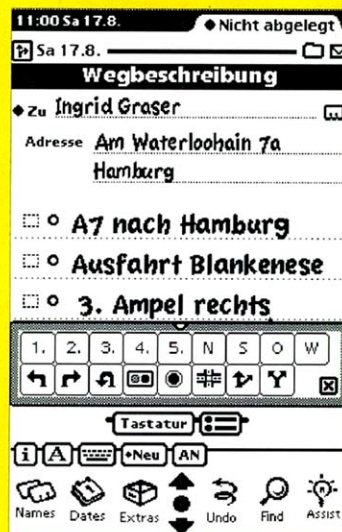 11:00 Sa 17.8.
◆ Nicht abgelegt
Sa 17.8.
Wegbeschreibung
◆ Zu Ingrid Graser
Adresse Am Waterloohain 7a
Hamburg
A7 nach Hamburg
Ausfahrt Blankenese
3. Ampel rechts
1. 2. 3. 4. 5. N S O W
Tastatur
i A ◆Neu AN
Names Dates Extras Undo Find Assist